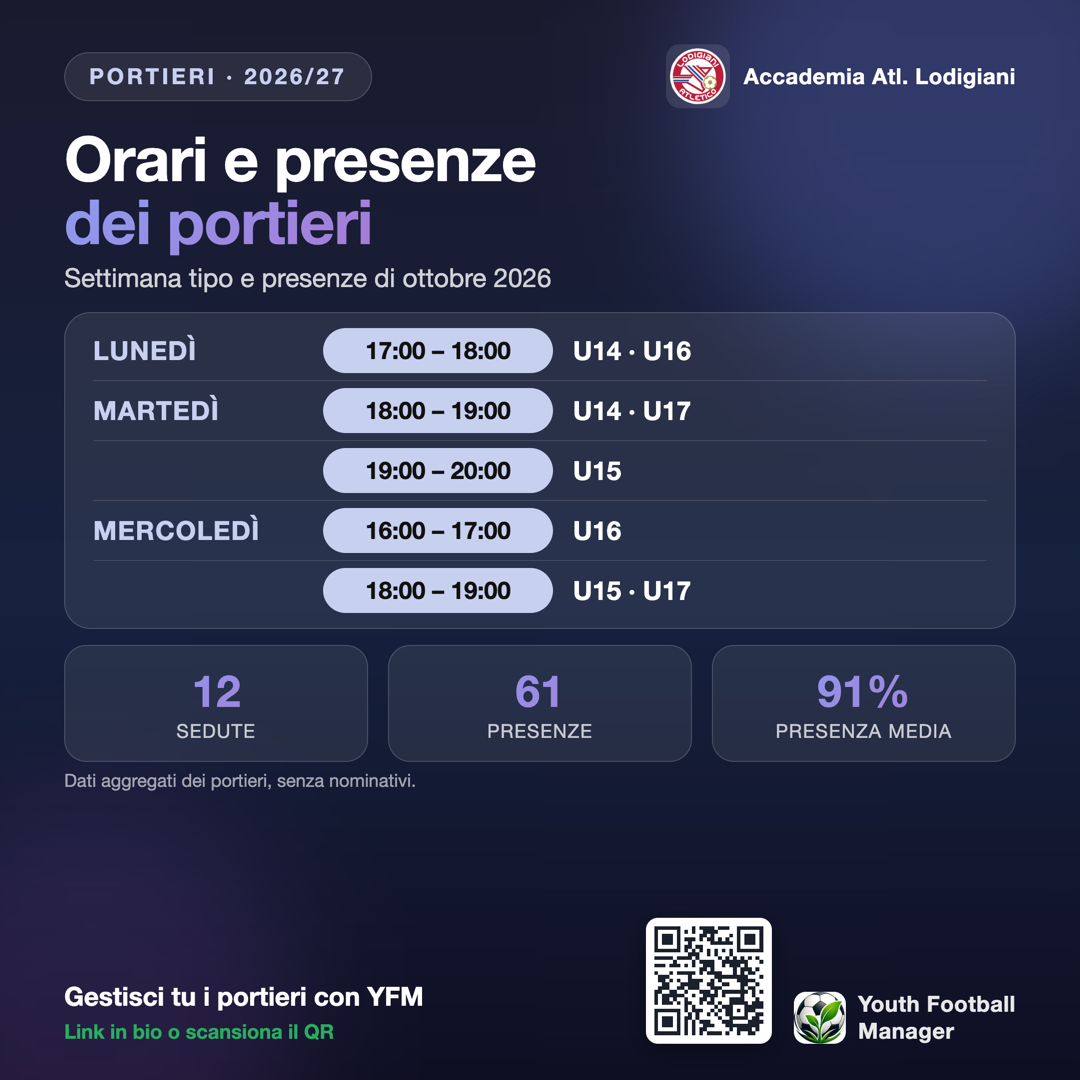 PORTIERI · 2026/27
LODIGIANI
ATLETICO
Accademia Atl. Lodigiani
Orari e presenze
dei portieri
Settimana tipo e presenze di ottobre 2026
LUNEDÌ 17:00 – 18:00 U14 · U16
MARTEDÌ 18:00 – 19:00 U14 · U17
19:00 – 20:00 U15
MERCOLEDÌ 16:00 – 17:00 U16
18:00 – 19:00 U15 · U17
12 61 91%
SEDUTE PRESENZE PRESENZA MEDIA
Dati aggregati dei portieri, senza nominativi.
Gestisci tu i portieri con YFM
Link in bio o scansiona il QR
Youth Football
Manager